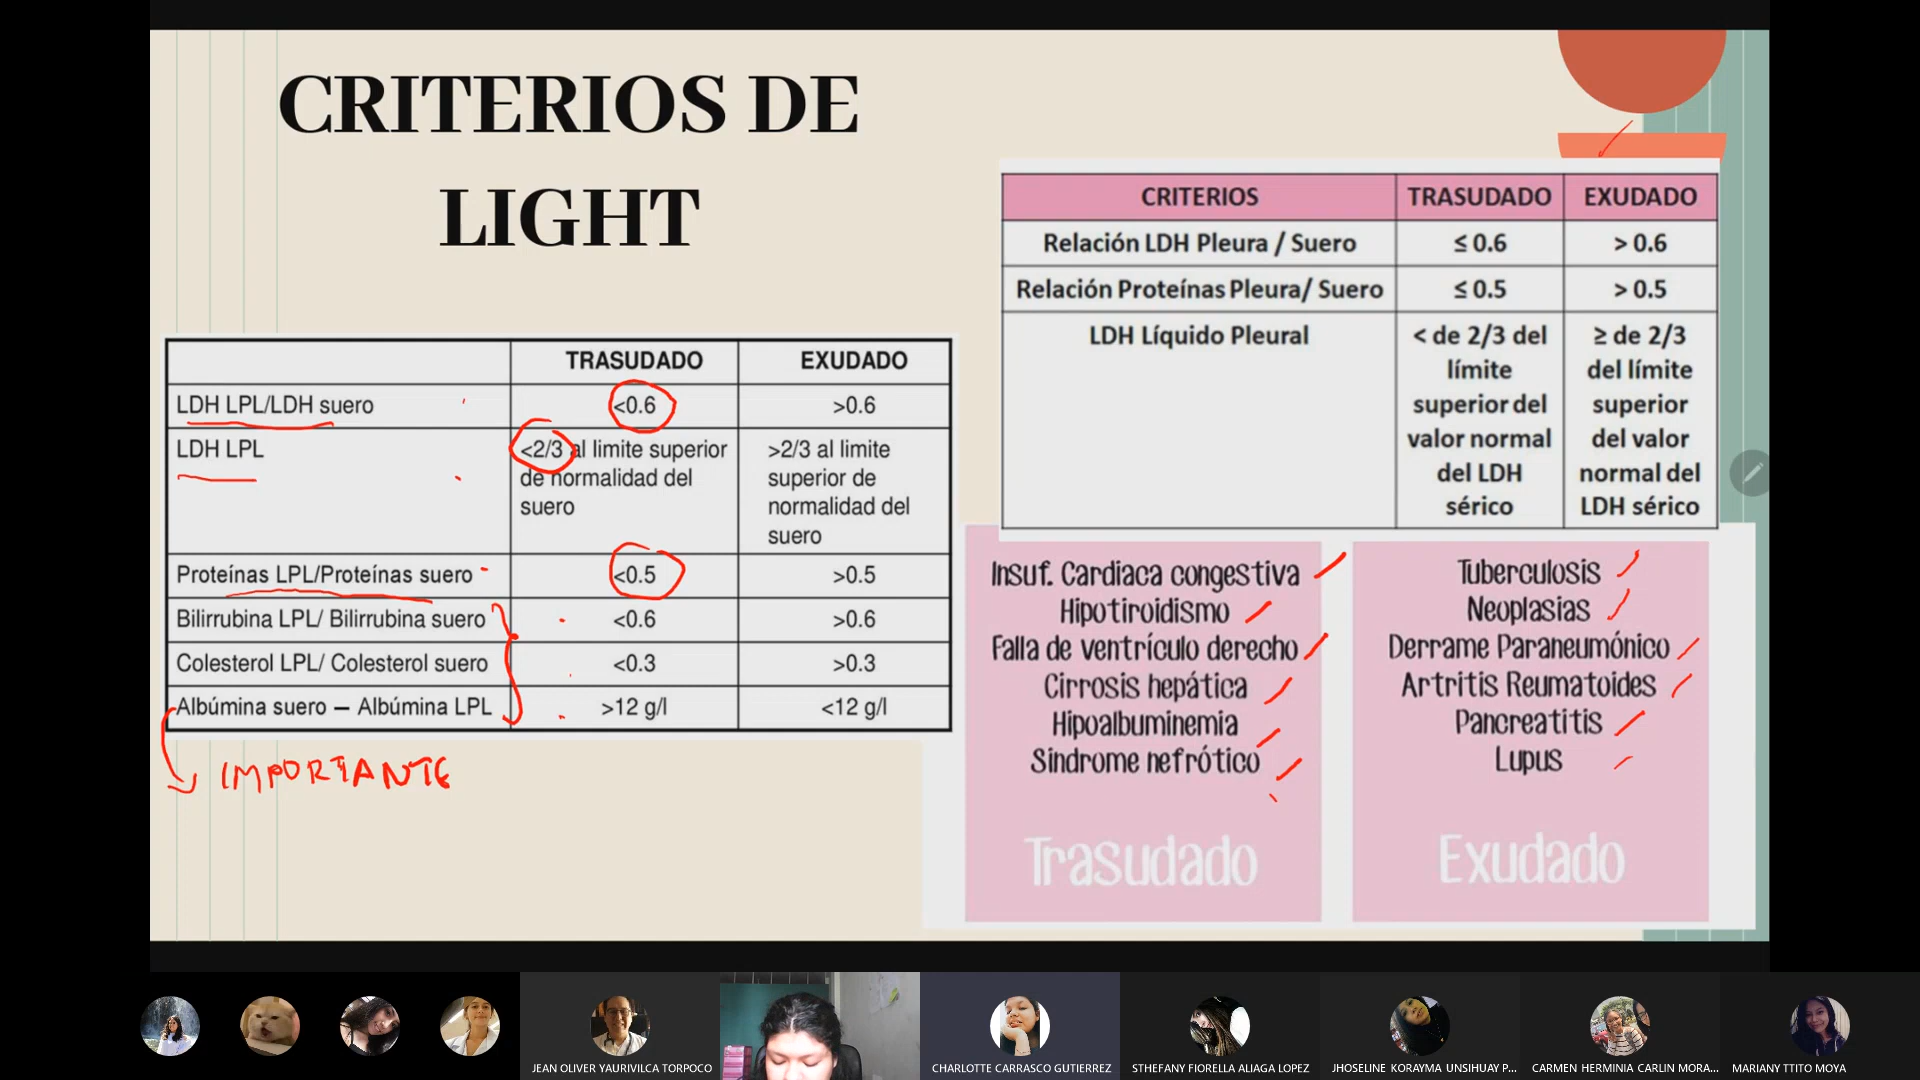 CRITERIOS DE
LIGHT
TRASUDADO EXUDADO
LDH LPL/LDH suero <0.6 >0.6
LDH LPL <2/3 al limite superior >2/3 al limite
de normalidad del superior de
suero normalidad del
suero
Proteínas LPL/Proteínas suero <0.5 >0.5
Bilirrubina LPL/ Bilirrubina suero <0.6 >0.6
Colesterol LPL/ Colesterol suero <0.3 >0.3
Albúmina suero – Albúmina LPL >12 g/l <12 g/l
IMPORTANTE
CRITERIOS TRASUDADO EXUDADO
Relación LDH Pleura / Suero ≤ 0.6 > 0.6
Relación Proteínas Pleura/ Suero ≤ 0.5 > 0.5
LDH Líquido Pleural < de 2/3 del ≥ de 2/3
límite del límite
superior del superior
valor normal del valor
del LDH normal del
sérico LDH sérico
Insuf. Cardiaca congestiva
Hipotiroidismo
Falla de ventrículo derecho
Cirrosis hepática
Hipoalbuminemia
Síndrome nefrótico
Trasudado
Tuberculosis
Neoplasias
Derrame Paraneumónico
Artritis Reumatoides
Pancreatitis
Lupus
Exudado
JEAN OLIVER YAURIVILCA TORPOCO
CHARLOTTE CARRASCO GUTIERREZ
STHEFANY FIORELLA ALIAGA LOPEZ
JHOSELINE KORAYMA UNSIHUAY P...
CARMEN HERMINIA CARLIN MORA...
MARIANY TTITO MOYA